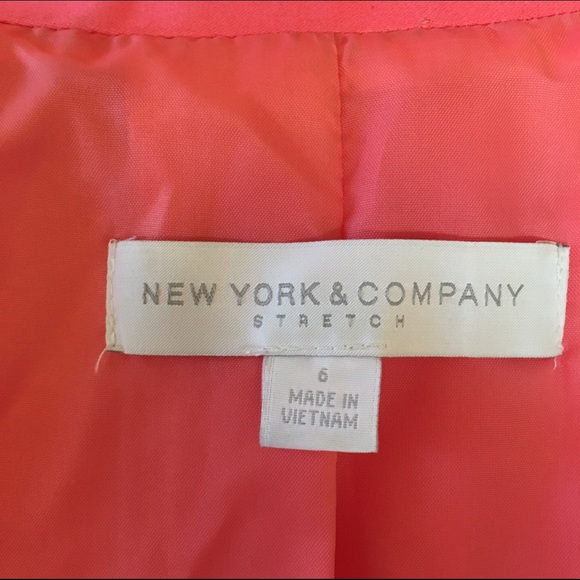 NEW YORK & COMPANY
STRETCH
6
MADE IN
VIETNAM